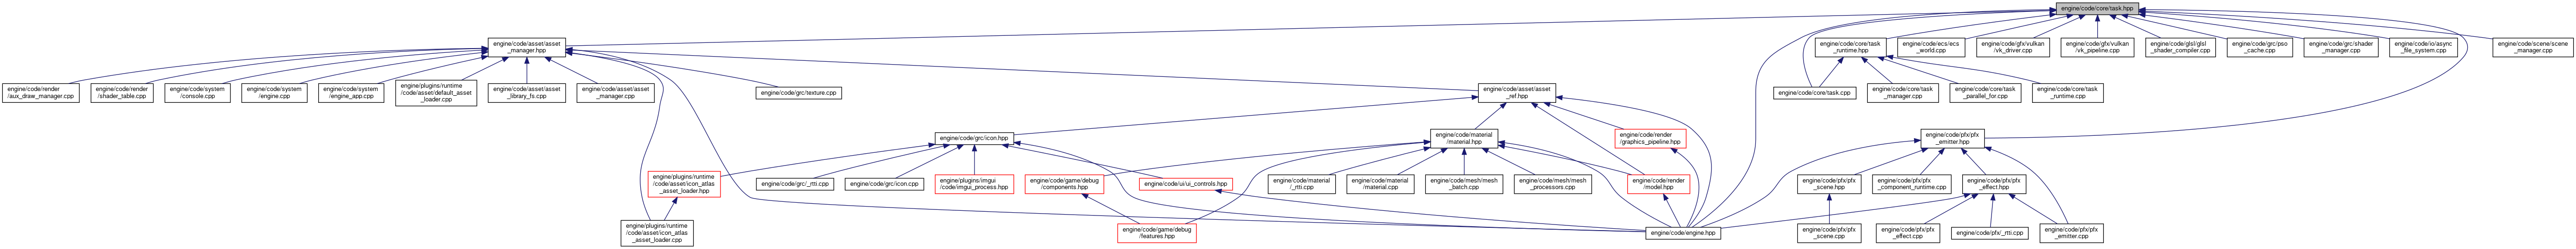 engine/code/core/task.hpp
engine/code/asset/asset
_manager.hpp
engine/code/core/task
_runtime.hpp
engine/code/ecs/ecs
_world.cpp
engine/code/gfx/vulkan
/vk_driver.cpp
engine/code/gfx/vulkan
/vk_pipeline.cpp
engine/code/glsl/glsl
_shader_compiler.cpp
engine/code/grc/pso
_cache.cpp
engine/code/grc/shader
_manager.cpp
engine/code/io/async
_file_system.cpp
engine/code/scene/scene
_manager.cpp
engine/code/render
/aux_draw_manager.cpp
engine/code/render
/shader_table.cpp
engine/code/system
/console.cpp
engine/code/system
/engine.cpp
engine/code/system
/engine_app.cpp
engine/plugins/runtime
/code/asset/default_asset
_loader.cpp
engine/code/asset/asset
_library_fs.cpp
engine/code/asset/asset
_manager.cpp
engine/code/grc/texture.cpp
engine/code/asset/asset
_ref.hpp
engine/code/core/task.cpp
engine/code/core/task
_manager.cpp
engine/code/core/task
_parallel_for.cpp
engine/code/core/task
_runtime.cpp
engine/code/grc/icon.hpp
engine/code/material
/material.hpp
engine/code/render
/graphics_pipeline.hpp
engine/code/pfx/pfx
_emitter.hpp
engine/plugins/runtime
/code/asset/icon_atlas
_asset_loader.hpp
engine/code/grc/_rtti.cpp
engine/code/grc/icon.cpp
engine/plugins/imgui
/code/imgui_process.hpp
engine/code/game/debug
/components.hpp
engine/code/ui/ui_controls.hpp
engine/code/material
/_rtti.cpp
engine/code/material
/material.cpp
engine/code/mesh/mesh
_batch.cpp
engine/code/mesh/mesh
_processors.cpp
engine/code/render
/model.hpp
engine/code/pfx/pfx
_scene.hpp
engine/code/pfx/pfx
_component_runtime.cpp
engine/code/pfx/pfx
_effect.hpp
engine/plugins/runtime
/code/asset/icon_atlas
_asset_loader.cpp
engine/code/game/debug
/features.hpp
engine/code/engine.hpp
engine/code/pfx/pfx
_scene.cpp
engine/code/pfx/pfx
_effect.cpp
engine/code/pfx/_rtti.cpp
engine/code/pfx/pfx
_emitter.cpp